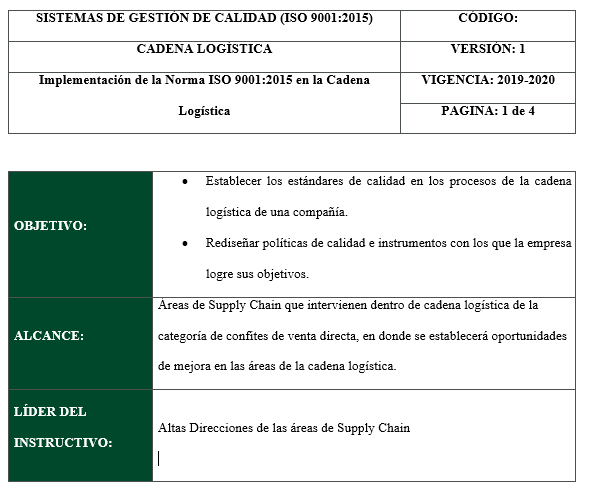 SISTEMAS DE GESTIÓN DE CALIDAD (ISO 9001:2015)
CÓDIGO:
CADENA LOGÍSTICA
VERSIÓN: 1
Implementación de la Norma ISO 9001:2015 en la Cadena
Logística
VIGENCIA: 2019-2020
PAGINA: 1 de 4
OBJETIVO:
• Establecer los estándares de calidad en los procesos de la cadena
logística de una compañía.
• Rediseñar políticas de calidad e instrumentos con los que la empresa
logre sus objetivos.
ALCANCE:
Áreas de Supply Chain que intervienen dentro de cadena logística de la
categoría de confites de venta directa, en donde se establecerá oportunidades
de mejora en las áreas de la cadena logística.
LÍDER DEL
INSTRUCTIVO:
Altas Direcciones de las áreas de Supply Chain